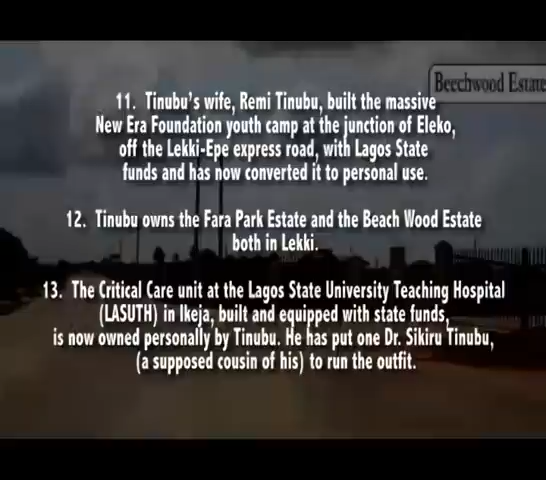 Beechwood Estate
11. Tinubu's wife, Remi Tinubu, built the massive
New Era Foundation youth camp at the junction of Eleko,
off the Lekki-Epe express road, with Lagos State
funds and has now converted it to personal use.
12. Tinubu owns the Fara Park Estate and the Beach Wood Estate
both in Lekki.
13. The Critical Care unit at the Lagos State University Teaching Hospital
(LASUTH) in Ikeja, built and equipped with state funds,
is now owned personally by Tinubu. He has put one Dr. Sikiru Tinubu,
(a supposed cousin of his) to run the outfit.